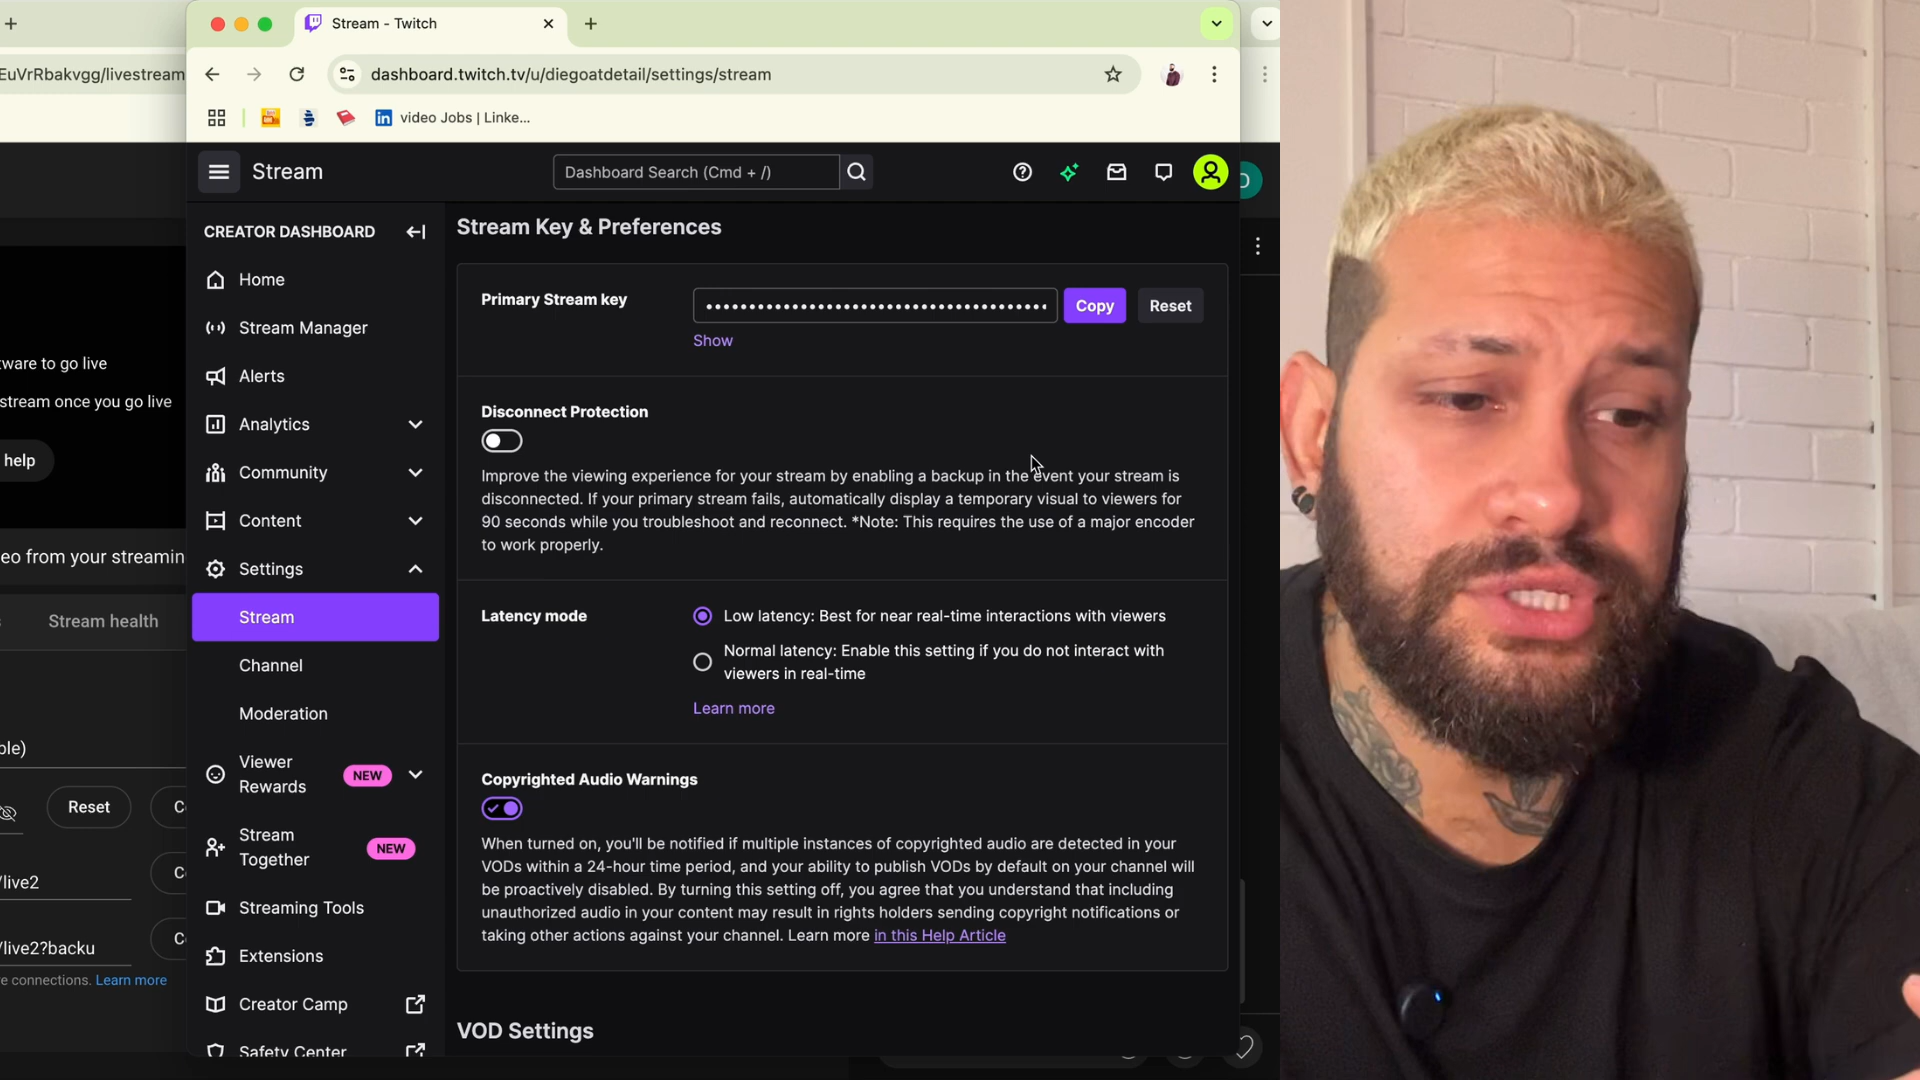 Stream - Twitch
EuVrRbakvgg/livestream
dashboard.twitch.tv/u/diegoatdetail/settings/stream
video Jobs | Linke...
Stream
Dashboard Search (Cmd + /)
CREATOR DASHBOARD
Home
Stream Manager
Alerts
Analytics
Community
Content
Settings
Stream
Channel
Moderation
Viewer
Rewards
NEW
Stream
Together
NEW
Streaming Tools
Extensions
Creator Camp
Safety Center
Stream Key & Preferences
Primary Stream key
Copy
Reset
Show
Disconnect Protection
Improve the viewing experience for your stream by enabling a backup in the event your stream is
disconnected. If your primary stream fails, automatically display a temporary visual to viewers for
90 seconds while you troubleshoot and reconnect. *Note: This requires the use of a major encoder
to work properly.
Latency mode
Low latency: Best for near real-time interactions with viewers
Normal latency: Enable this setting if you do not interact with
viewers in real-time
Learn more
Copyrighted Audio Warnings
When turned on, you'll be notified if multiple instances of copyrighted audio are detected in your
VODs within a 24-hour time period, and your ability to publish VODs by default on your channel will
be proactively disabled. By turning this setting off, you agree that you understand that including
unauthorized audio in your content may result in rights holders sending copyright notifications or
taking other actions against your channel. Learn more in this Help Article
VOD Settings
ware to go live
stream once you go live
help
eo from your streamin
Stream health
ble)
Reset
/live2
/live2?backu
e connections. Learn more